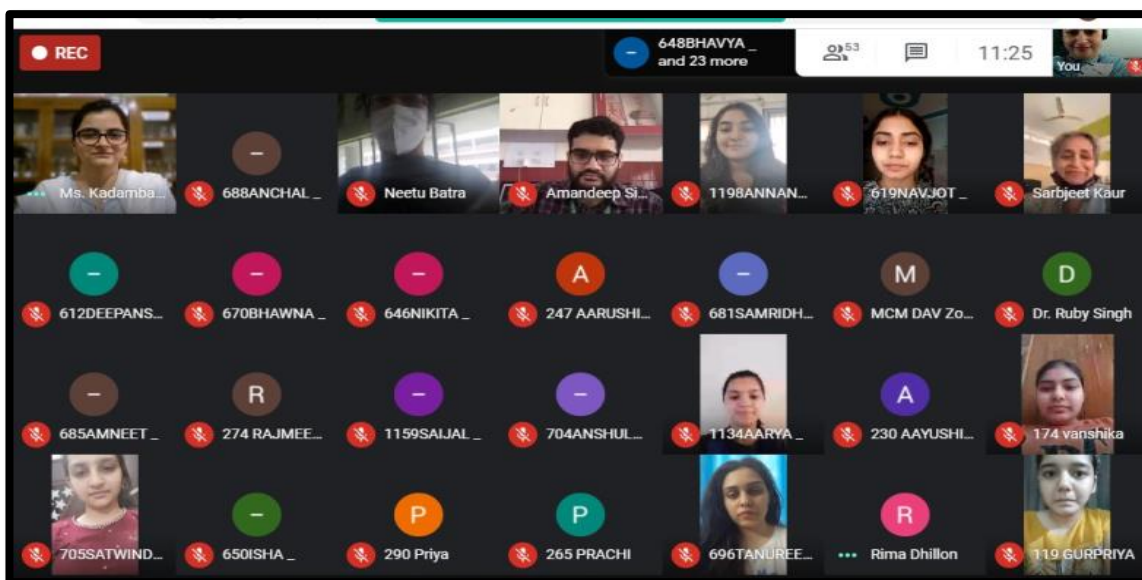 REC
648BHAVYA _
and 23 more
53
11:25
You
Ms. Kadamba...
688ANCHAL _
Neetu Batra
Amandeep Si...
1198ANNAN...
619NAVJOT _
Sarbjeet Kaur
612DEEPANS...
670BHAWNA _
646NIKITA _
A
247 AARUSHI...
681SAMRIDH...
M
MCM DAV Zo...
D
Dr. Ruby Singh
685AMNEET _
R
274 RAJMEE...
1159SAIJAL _
704ANSHUL...
1134AARYA _
A
230 AAYUSHI...
174 vanshika
705SATWIND...
650ISHA _
P
290 Priya
P
265 PRACHI
696TANUREE...
R
Rima Dhillon
119 GURPRIYA